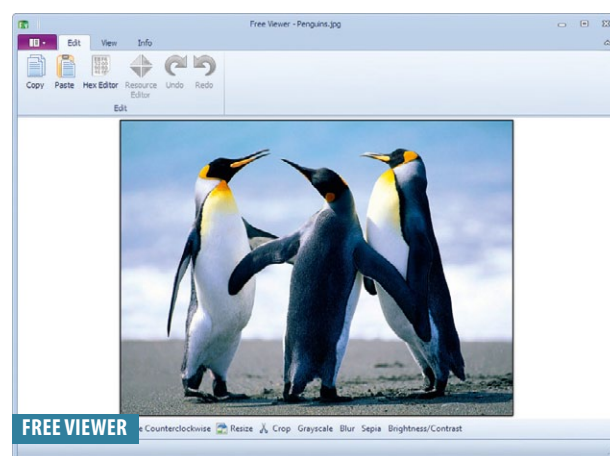 Free Viewer - Penguins.jpg
Edit View Info
Copy Paste Hex Editor Resource Editor Undo Redo
Edit
Counterclockwise Resize Crop Grayscale Blur Sepia Brightness/Contrast
FREE VIEWER